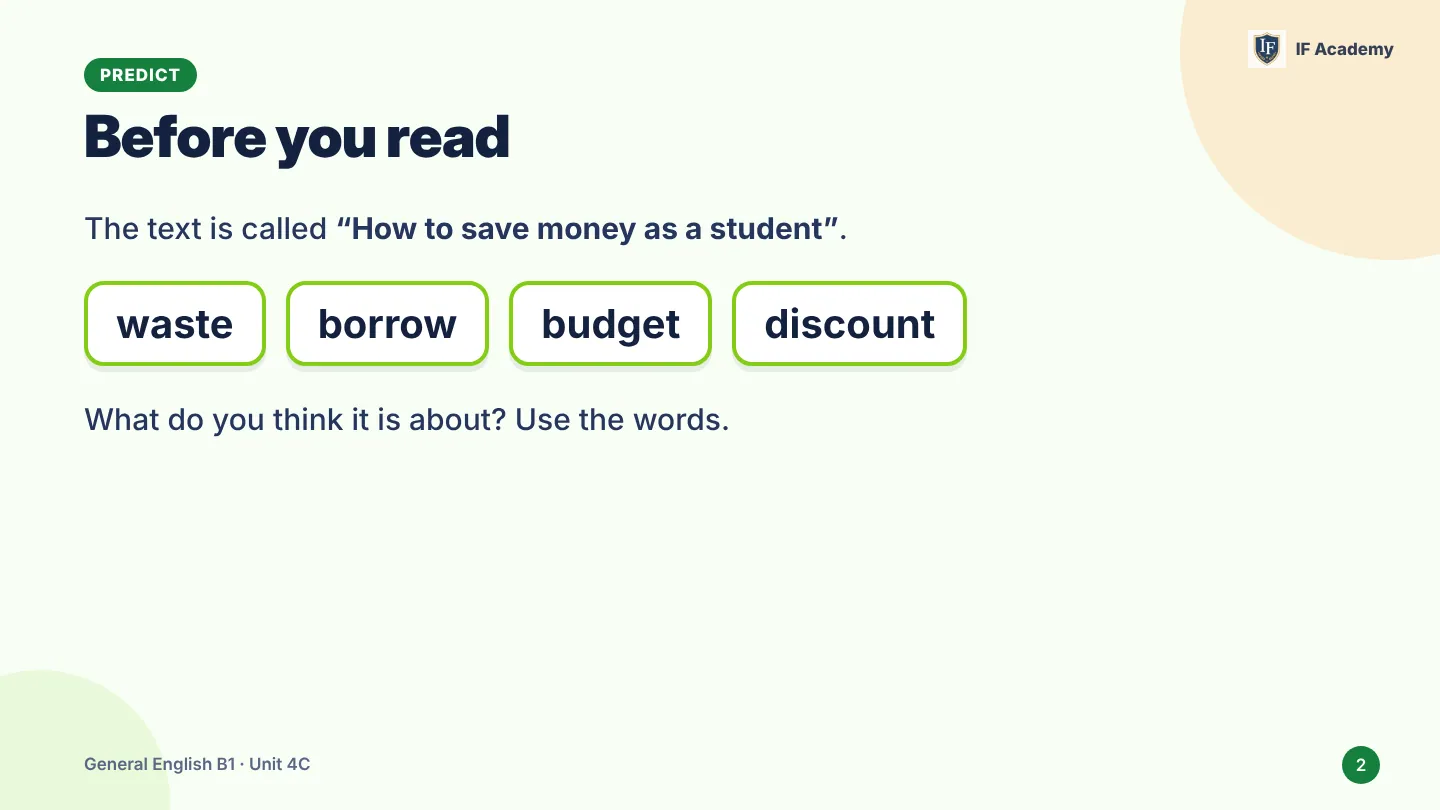 IF
IF Academy
PREDICT
Before you read
The text is called “How to save money as a student”.
waste borrow budget discount
What do you think it is about? Use the words.
General English B1 · Unit 4C
2